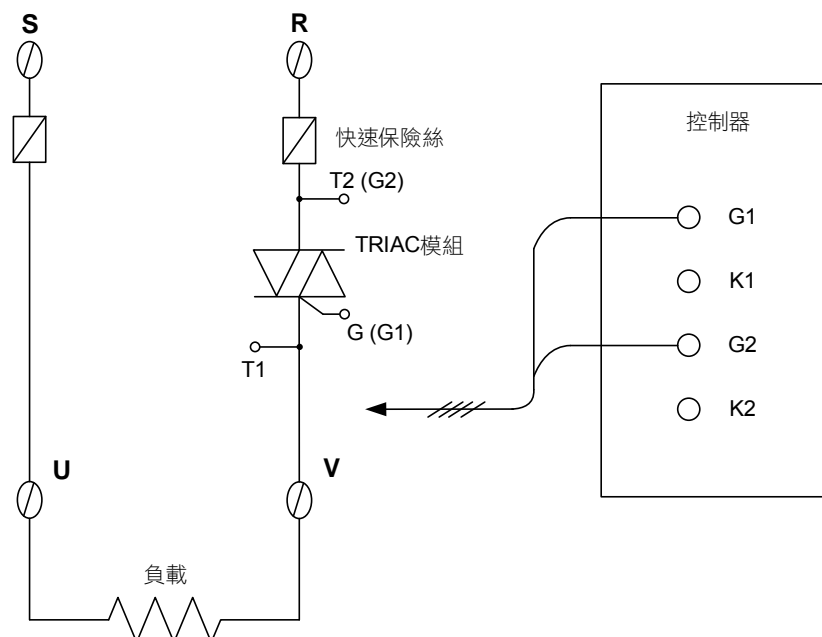 S
R
控制器
快速保險絲
T2 (G2)
G1
TRIAC模組
K1
G (G1)
G2
T1
K2
U
V
負載